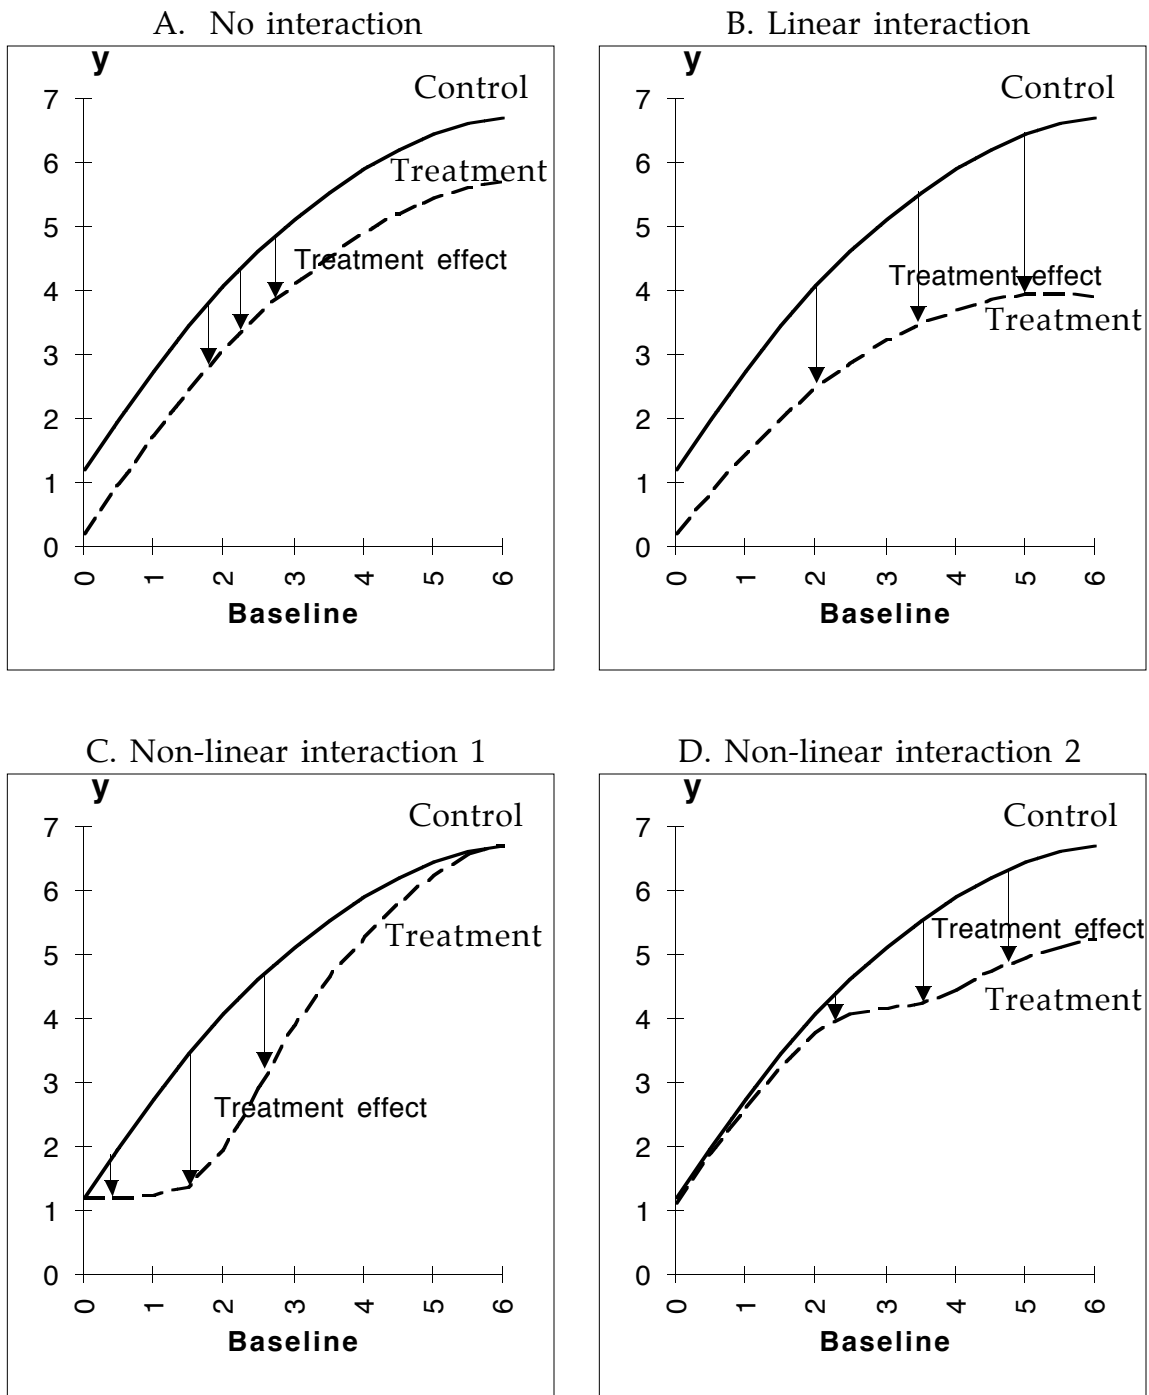 A. No interaction
y
Control
7
6
Treatment
5
Treatment effect
4
3
2
1
0
0 1 2 3 4 5 6
Baseline
B. Linear interaction
y
Control
7
6
5
Treatment effect
4
Treatment
3
2
1
0
0 1 2 3 4 5 6
Baseline
C. Non-linear interaction 1
y
Control
7
6
Treatment
5
4
3
Treatment effect
2
1
0
0 1 2 3 4 5 6
Baseline
D. Non-linear interaction 2
y
Control
7
6
Treatment effect
5
Treatment
4
3
2
1
0
0 1 2 3 4 5 6
Baseline